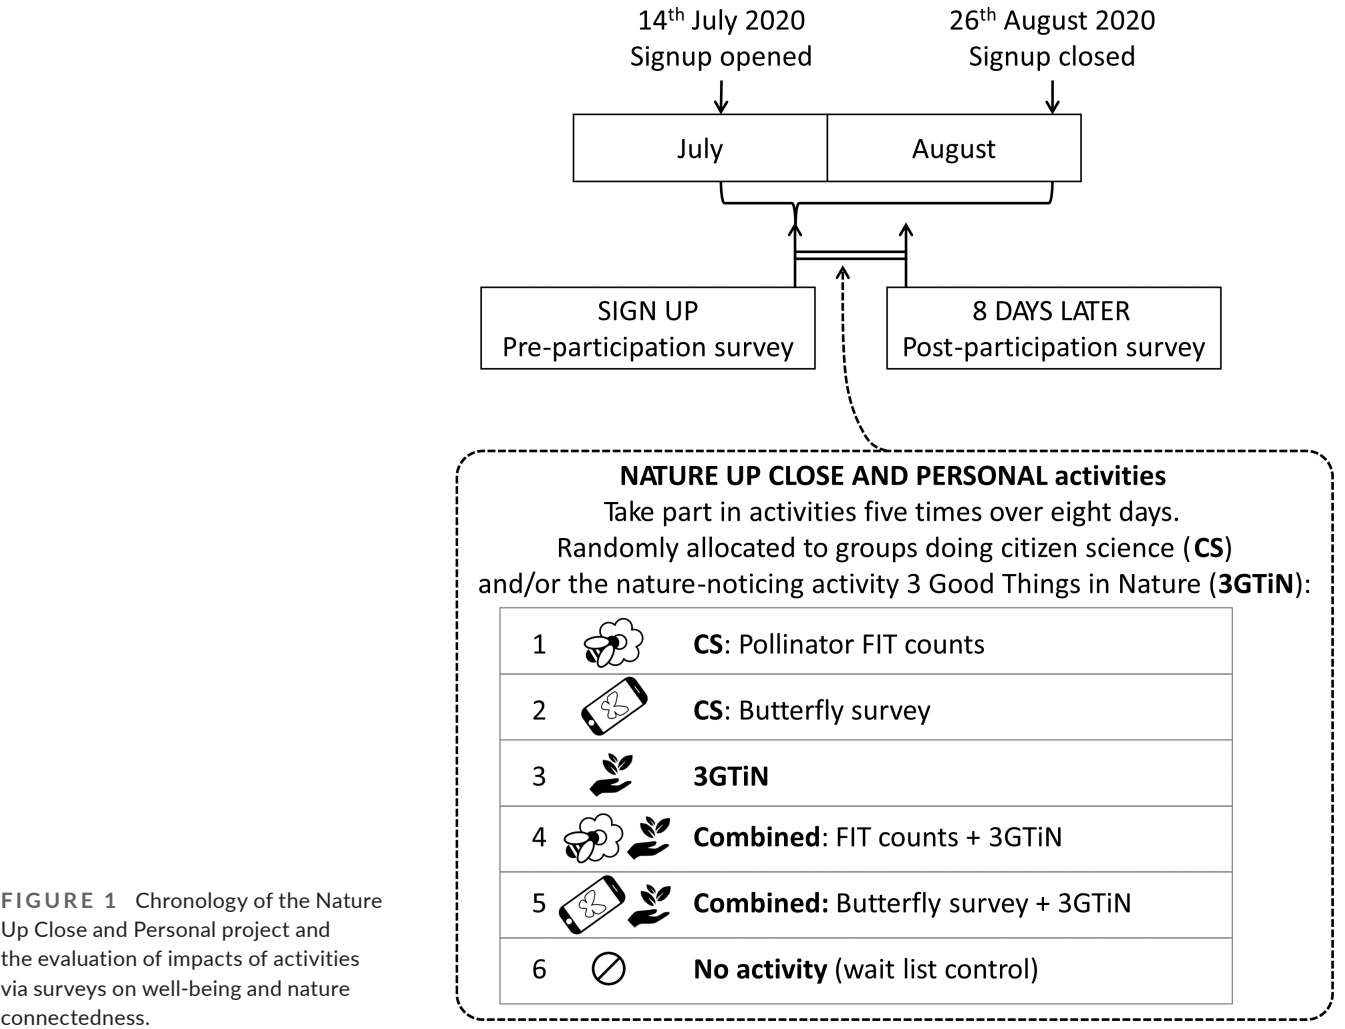 14th July 2020
Signup opened
26th August 2020
Signup closed
July
August
SIGN UP
Pre-participation survey
8 DAYS LATER
Post-participation survey
NATURE UP CLOSE AND PERSONAL activities
Take part in activities five times over eight days.
Randomly allocated to groups doing citizen science (CS)
and/or the nature-noticing activity 3 Good Things in Nature (3GTiN):
1 CS: Pollinator FIT counts
2 CS: Butterfly survey
3 3GTiN
4 Combined: FIT counts + 3GTiN
5 Combined: Butterfly survey + 3GTiN
6 No activity (wait list control)
FIGURE 1 Chronology of the Nature
Up Close and Personal project and
the evaluation of impacts of activities
via surveys on well-being and nature
connectedness.